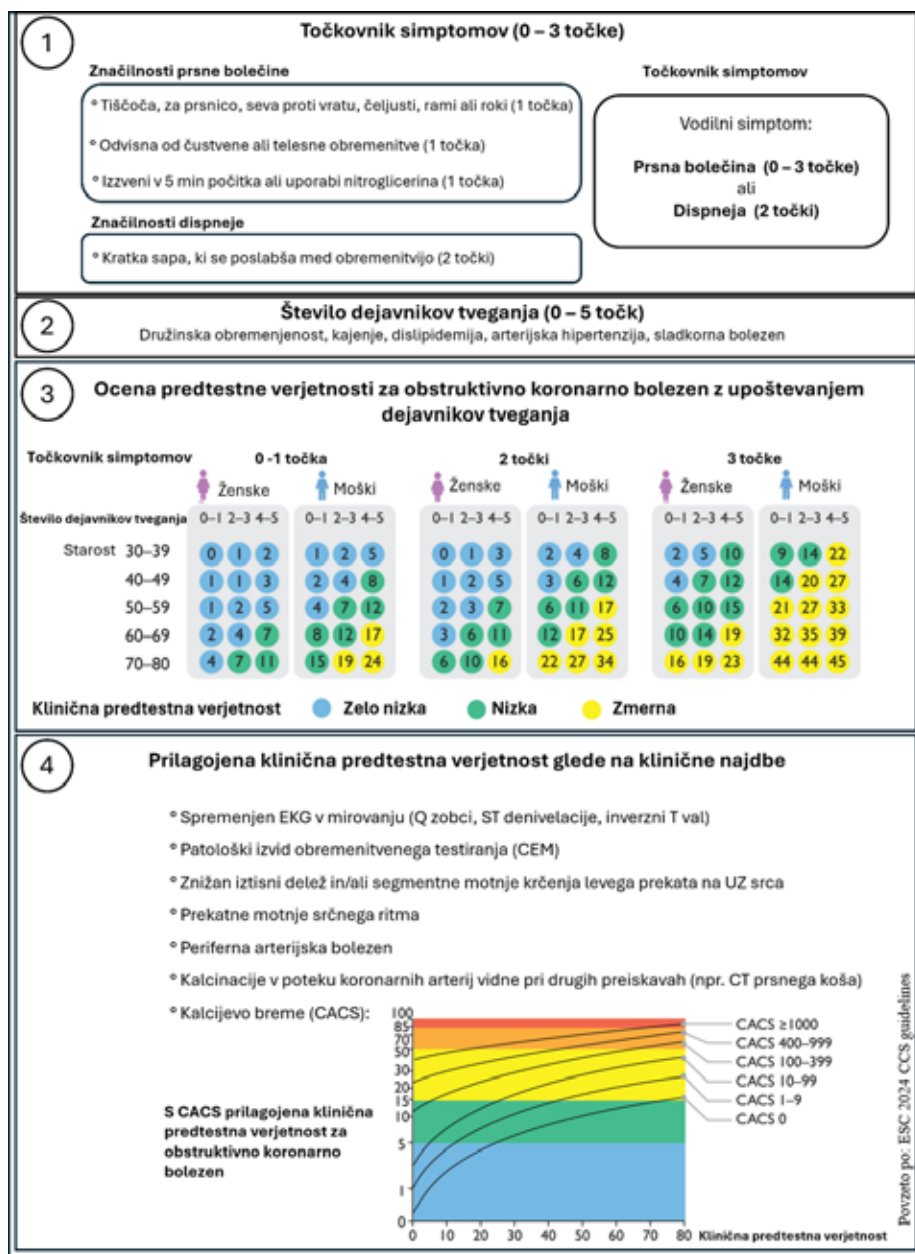 1
Točkovnik simptomov (0 – 3 točke)
Značilnosti prsne bolečine
Točkovnik simptomov
° Tiščoča, za prsnico, seva proti vratu, čeljusti, rami ali roki (1 točka)
° Odvisna od čustvene ali telesne obremenitve (1 točka)
° Izzveni v 5 min počitka ali uporabi nitroglicerina (1 točka)
Vodilni simptom:
Prsna bolečina (0 – 3 točke)
ali
Dispneja (2 točki)
Značilnosti dispneje
° Kratka sapa, ki se poslabša med obremenitvijo (2 točki)
2
Število dejavnikov tveganja (0 – 5 točk)
Družinska obremenjenost, kajenje, dislipidemija, arterijska hipertenzija, sladkorna bolezen
3
Ocena predtestne verjetnosti za obstruktivno koronarno bolezen z upoštevanjem
dejavnikov tveganja
Točkovnik simptomov 0 -1 točka 2 točki 3 točke
Ženske Moški Ženske Moški Ženske Moški
Število dejavnikov tveganja 0–1 2–3 4–5 0–1 2–3 4–5 0–1 2–3 4–5 0–1 2–3 4–5 0–1 2–3 4–5 0–1 2–3 4–5
Starost 30–39 0 1 2 1 2 5 0 1 3 2 4 8 2 5 10 9 14 22
40–49 1 1 3 2 4 8 1 2 5 3 6 12 4 7 12 14 20 27
50–59 1 2 5 4 7 12 2 3 7 6 11 17 6 10 15 21 27 33
60–69 2 4 7 8 12 17 3 6 11 12 17 25 10 14 19 32 35 39
70–80 4 7 11 15 19 24 6 10 16 22 27 34 16 19 23 44 44 45
Klinična predtestna verjetnost Zelo nizka Nizka Zmerna
4
Prilagojena klinična predtestna verjetnost glede na klinične najdbe
° Spremenjen EKG v mirovanju (Q zobci, ST denivelacije, inverzni T val)
° Patološki izvid obremenitvenega testiranja (CEM)
° Znižan iztisni delež in/ali segmentne motnje krčenja levega prekata na UZ srca
° Prekatne motnje srčnega ritma
° Periferna arterijska bolezen
° Kalcinacije v poteku koronarnih arterij vidne pri drugih preiskavah (npr. CT prsnega koša)
° Kalcijevo breme (CACS):
S CACS prilagojena klinična
predtestna verjetnost za
obstruktivno koronarno
bolezen
100
85
70
50
30
20
15
10
5
1
0
CACS ≥1000
CACS 400–999
CACS 100–399
CACS 10–99
CACS 1–9
CACS 0
0 10 20 30 40 50 60 70 80 Klinična predtestna verjetnost
Povzeto po: ESC 2024 CCS guidelines